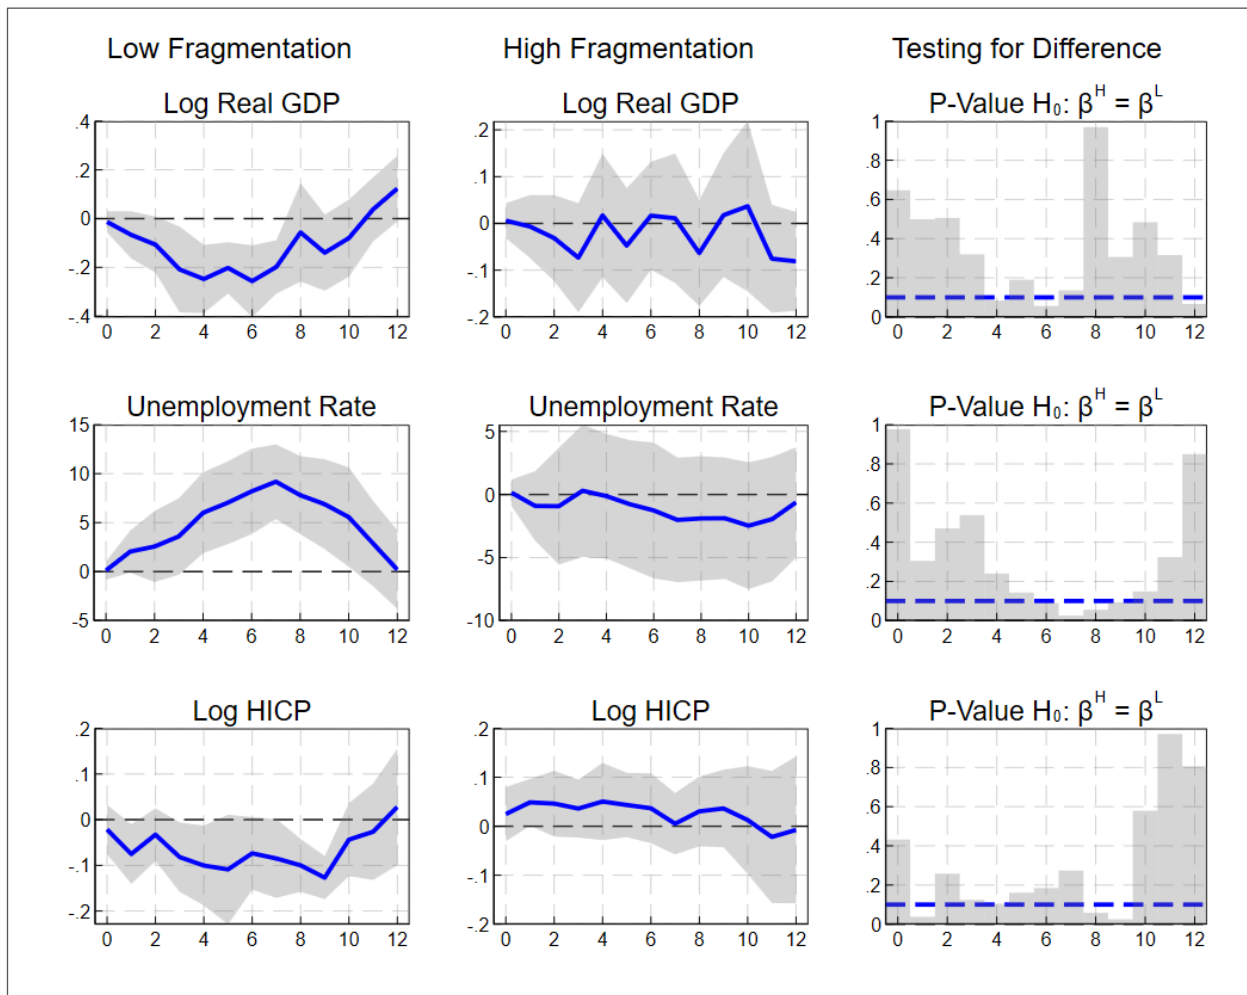 Low Fragmentation High Fragmentation Testing for Difference
Log Real GDP Log Real GDP P-Value H₀: βᴴ = βᴸ
.4 .2 0 -.2 -.4
0 2 4 6 8 10 12
.2 .1 0 -.1 -.2
0 2 4 6 8 10 12
1 .8 .6 .4 .2 0
0 2 4 6 8 10 12
Unemployment Rate Unemployment Rate P-Value H₀: βᴴ = βᴸ
15 10 5 0 -5
0 2 4 6 8 10 12
5 0 -5 -10
0 2 4 6 8 10 12
1 .8 .6 .4 .2 0
0 2 4 6 8 10 12
Log HICP Log HICP P-Value H₀: βᴴ = βᴸ
.2 .1 0 -.1 -.2
0 2 4 6 8 10 12
.2 .1 0 -.1 -.2
0 2 4 6 8 10 12
1 .8 .6 .4 .2 0
0 2 4 6 8 10 12